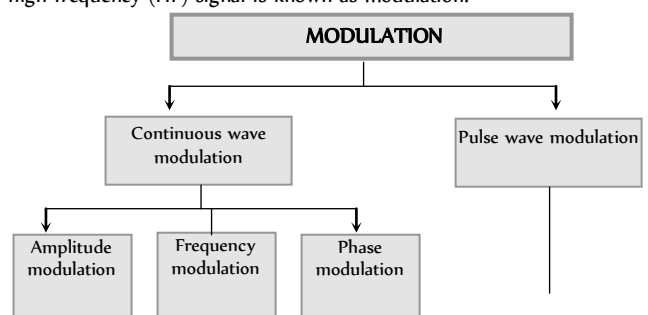 high frequency (HF) signal is known as modulation.
MODULATION
Continuous wave
modulation
Pulse wave modulation
Amplitude
modulation
Frequency
modulation
Phase
modulation